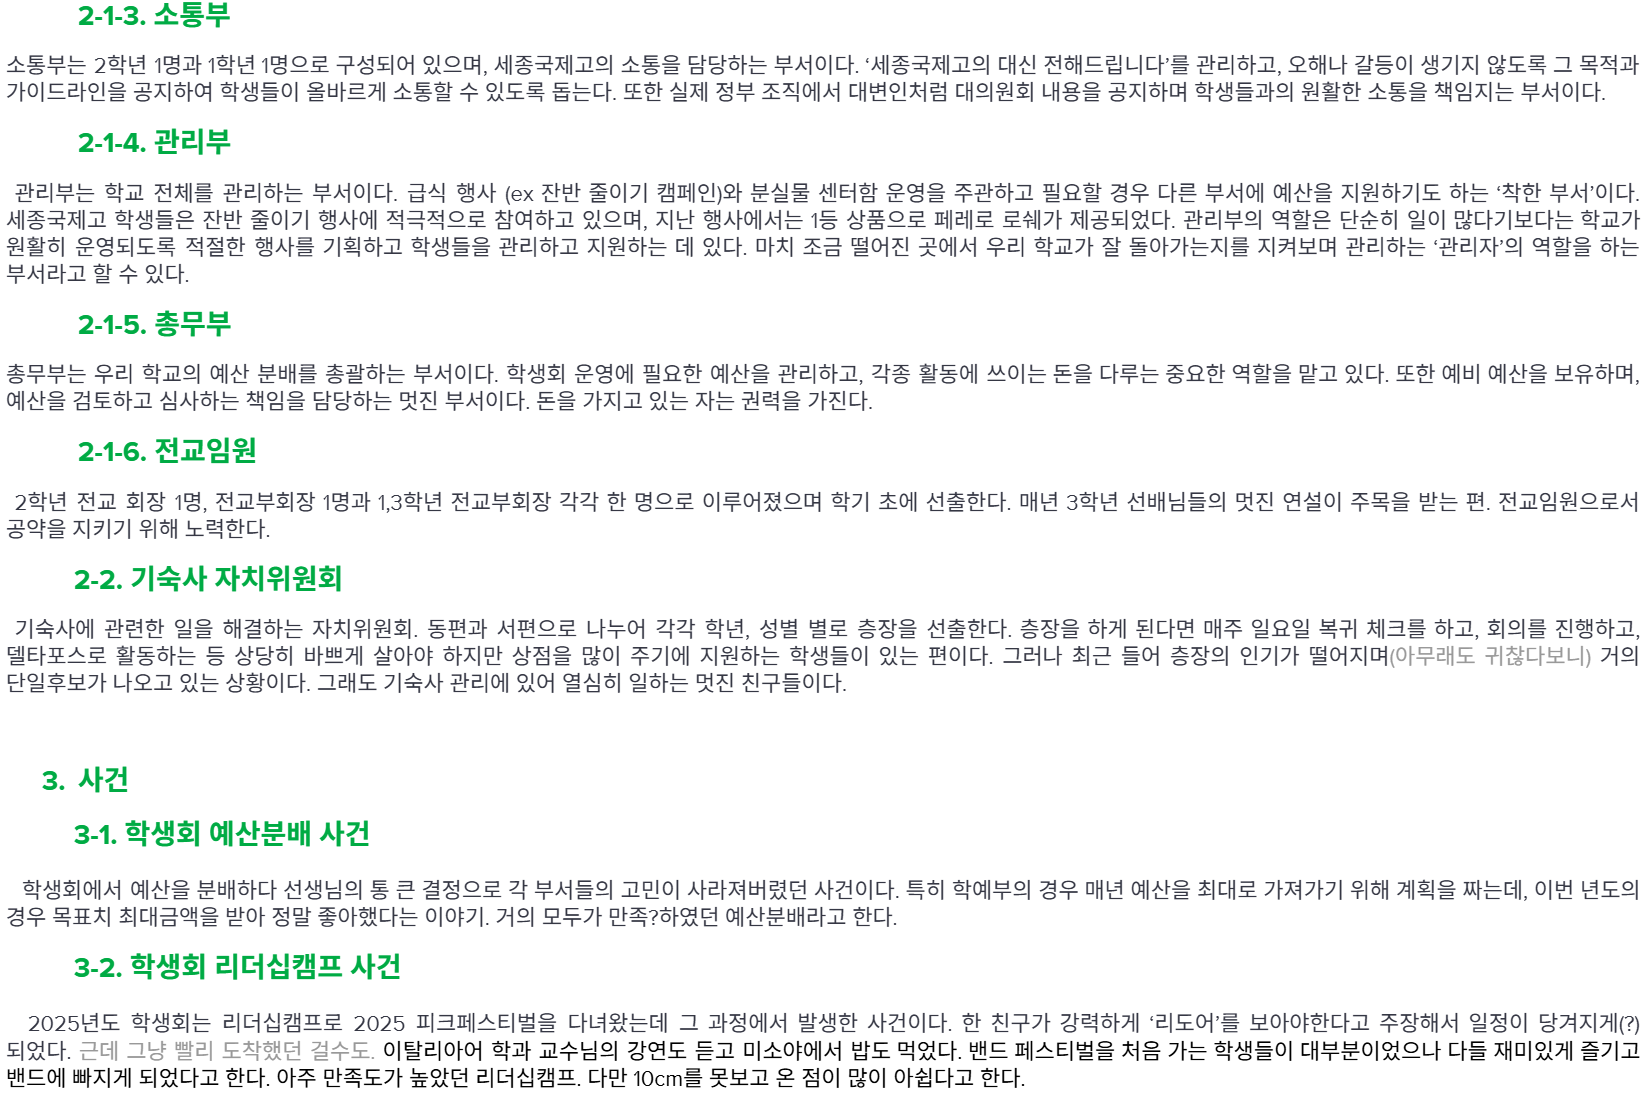 2-1-3. 소통부
소통부는 2학년 1명과 1학년 1명으로 구성되어 있으며, 세종국제고의 소통을 담당하는 부서이다. ‘세종국제고의 대신 전해드립니다’를 관리하고, 오해나 갈등이 생기지 않도록 그 목적과
가이드라인을 공지하여 학생들이 올바르게 소통할 수 있도록 돕는다. 또한 실제 정부 조직에서 대변인처럼 대의원회 내용을 공지하며 학생들과의 원활한 소통을 책임지는 부서이다.
2-1-4. 관리부
관리부는 학교 전체를 관리하는 부서이다. 급식 행사 (ex 잔반 줄이기 캠페인)와 분실물 센터함 운영을 주관하고 필요할 경우 다른 부서에 예산을 지원하기도 하는 ‘착한 부서’이다.
세종국제고 학생들은 잔반 줄이기 행사에 적극적으로 참여하고 있으며, 지난 행사에서는 1등 상품으로 페레로 로쉐가 제공되었다. 관리부의 역할은 단순히 일이 많다기보다는 학교가
원활히 운영되도록 적절한 행사를 기획하고 학생들을 관리하고 지원하는 데 있다. 마치 조금 떨어진 곳에서 우리 학교가 잘 돌아가는지를 지켜보며 관리하는 ‘관리자’의 역할을 하는
부서라고 할 수 있다.
2-1-5. 총무부
총무부는 우리 학교의 예산 분배를 총괄하는 부서이다. 학생회 운영에 필요한 예산을 관리하고, 각종 활동에 쓰이는 돈을 다루는 중요한 역할을 맡고 있다. 또한 예비 예산을 보유하며,
예산을 검토하고 심사하는 책임을 담당하는 멋진 부서이다. 돈을 가지고 있는 자는 권력을 가진다.
2-1-6. 전교임원
2학년 전교 회장 1명, 전교부회장 1명과 1,3학년 전교부회장 각각 한 명으로 이루어졌으며 학기 초에 선출한다. 매년 3학년 선배님들의 멋진 연설이 주목을 받는 편. 전교임원으로서
공약을 지키기 위해 노력한다.
2-2. 기숙사 자치위원회
기숙사에 관련한 일을 해결하는 자치위원회. 동편과 서편으로 나누어 각각 학년, 성별 별로 층장을 선출한다. 층장을 하게 된다면 매주 일요일 복귀 체크를 하고, 회의를 진행하고,
델타포스로 활동하는 등 상당히 바쁘게 살아야 하지만 상점을 많이 주기에 지원하는 학생들이 있는 편이다. 그러나 최근 들어 층장의 인기가 떨어지며(아무래도 귀찮다보니) 거의
단일후보가 나오고 있는 상황이다. 그래도 기숙사 관리에 있어 열심히 일하는 멋진 친구들이다.
3. 사건
3-1. 학생회 예산분배 사건
학생회에서 예산을 분배하다 선생님의 통 큰 결정으로 각 부서들의 고민이 사라져버렸던 사건이다. 특히 학예부의 경우 매년 예산을 최대로 가져가기 위해 계획을 짜는데, 이번 년도의
경우 목표치 최대금액을 받아 정말 좋아했다는 이야기. 거의 모두가 만족?하였던 예산분배라고 한다.
3-2. 학생회 리더십캠프 사건
2025년도 학생회는 리더십캠프로 2025 피크페스티벌을 다녀왔는데 그 과정에서 발생한 사건이다. 한 친구가 강력하게 ‘리도어’를 보아야한다고 주장해서 일정이 당겨지게(?)
되었다. 근데 그냥 빨리 도착했던 걸수도. 이탈리아어 학과 교수님의 강연도 듣고 미소야에서 밥도 먹었다. 밴드 페스티벌을 처음 가는 학생들이 대부분이었으나 다들 재미있게 즐기고
밴드에 빠지게 되었다고 한다. 아주 만족도가 높았던 리더십캠프. 다만 10cm를 못보고 온 점이 많이 아쉽다고 한다.